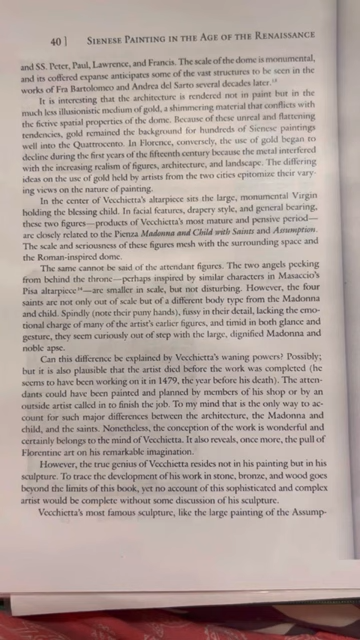 40 | SIENESE PAINTING IN THE AGE OF THE RENAISSANCE
and SS. Peter, Paul, Lawrence, and Francis. The scale of the dome is monumental,
and its coffered expanse anticipates some of the vast structures to be seen in the
works of Fra Bartolomeo and Andrea del Sarto several decades later.
It is interesting that the architecture is rendered not in paint but in the
much less illusionistic medium of gold, a shimmering material that conflicts with
the fictive spatial properties of the dome. Because of these unreal and flattening
tendencies, gold remained the background for hundreds of Sienese paintings
well into the Quattrocento. In Florence, conversely, the use of gold began to
decline during the first years of the fifteenth century because the metal interfered
with the increasing realism of figures, architecture, and landscape. The differing
ideas on the use of gold held by artists from the two cities epitomize their vary-
ing views on the nature of painting.
In the center of Vecchietta's altarpiece sits the large, monumental Virgin
holding the blessing child. In facial features, drapery style, and general bearing,
these two figures—products of Vecchietta's most mature and pensive period—
are closely related to the Pienza Madonna and Child with Saints and Assumption.
The scale and seriousness of these figures mesh with the surrounding space and
the Roman-inspired dome.
The same cannot be said of the attendant figures. The two angels pecking
from behind the throne—perhaps inspired by similar characters in Masaccio's
Pisa altarpiece—are smaller in scale, but not disturbing. However, the four
saints are not only out of scale but of a different body type from the Madonna
and child. Spindly (note their puny hands), fussy in their detail, lacking the emo-
tional charge of many of the artist's earlier figures, and timid in both glance and
gesture, they seem curiously out of step with the large, dignified Madonna and
noble apse.
Can this difference be explained by Vecchietta's waning powers? Possibly;
but it is also plausible that the artist died before the work was completed (he
seems to have been working on it in 1479, the year before his death). The atten-
dants could have been painted and planned by members of his shop or by an
outside artist called in to finish the job. To my mind that is the only way to ac-
count for such major differences between the architecture, the Madonna and
child, and the saints. Nonetheless, the conception of the work is wonderful and
certainly belongs to the mind of Vecchietta. It also reveals, once more, the pull of
Florentine art on his remarkable imagination.
However, the true genius of Vecchietta resides not in his painting but in his
sculpture. To trace the development of his work in stone, bronze, and wood goes
beyond the limits of this book, yet no account of this sophisticated and complex
artist would be complete without some discussion of his sculpture.
Vecchietta's most famous sculpture, like the large painting of the Assump-